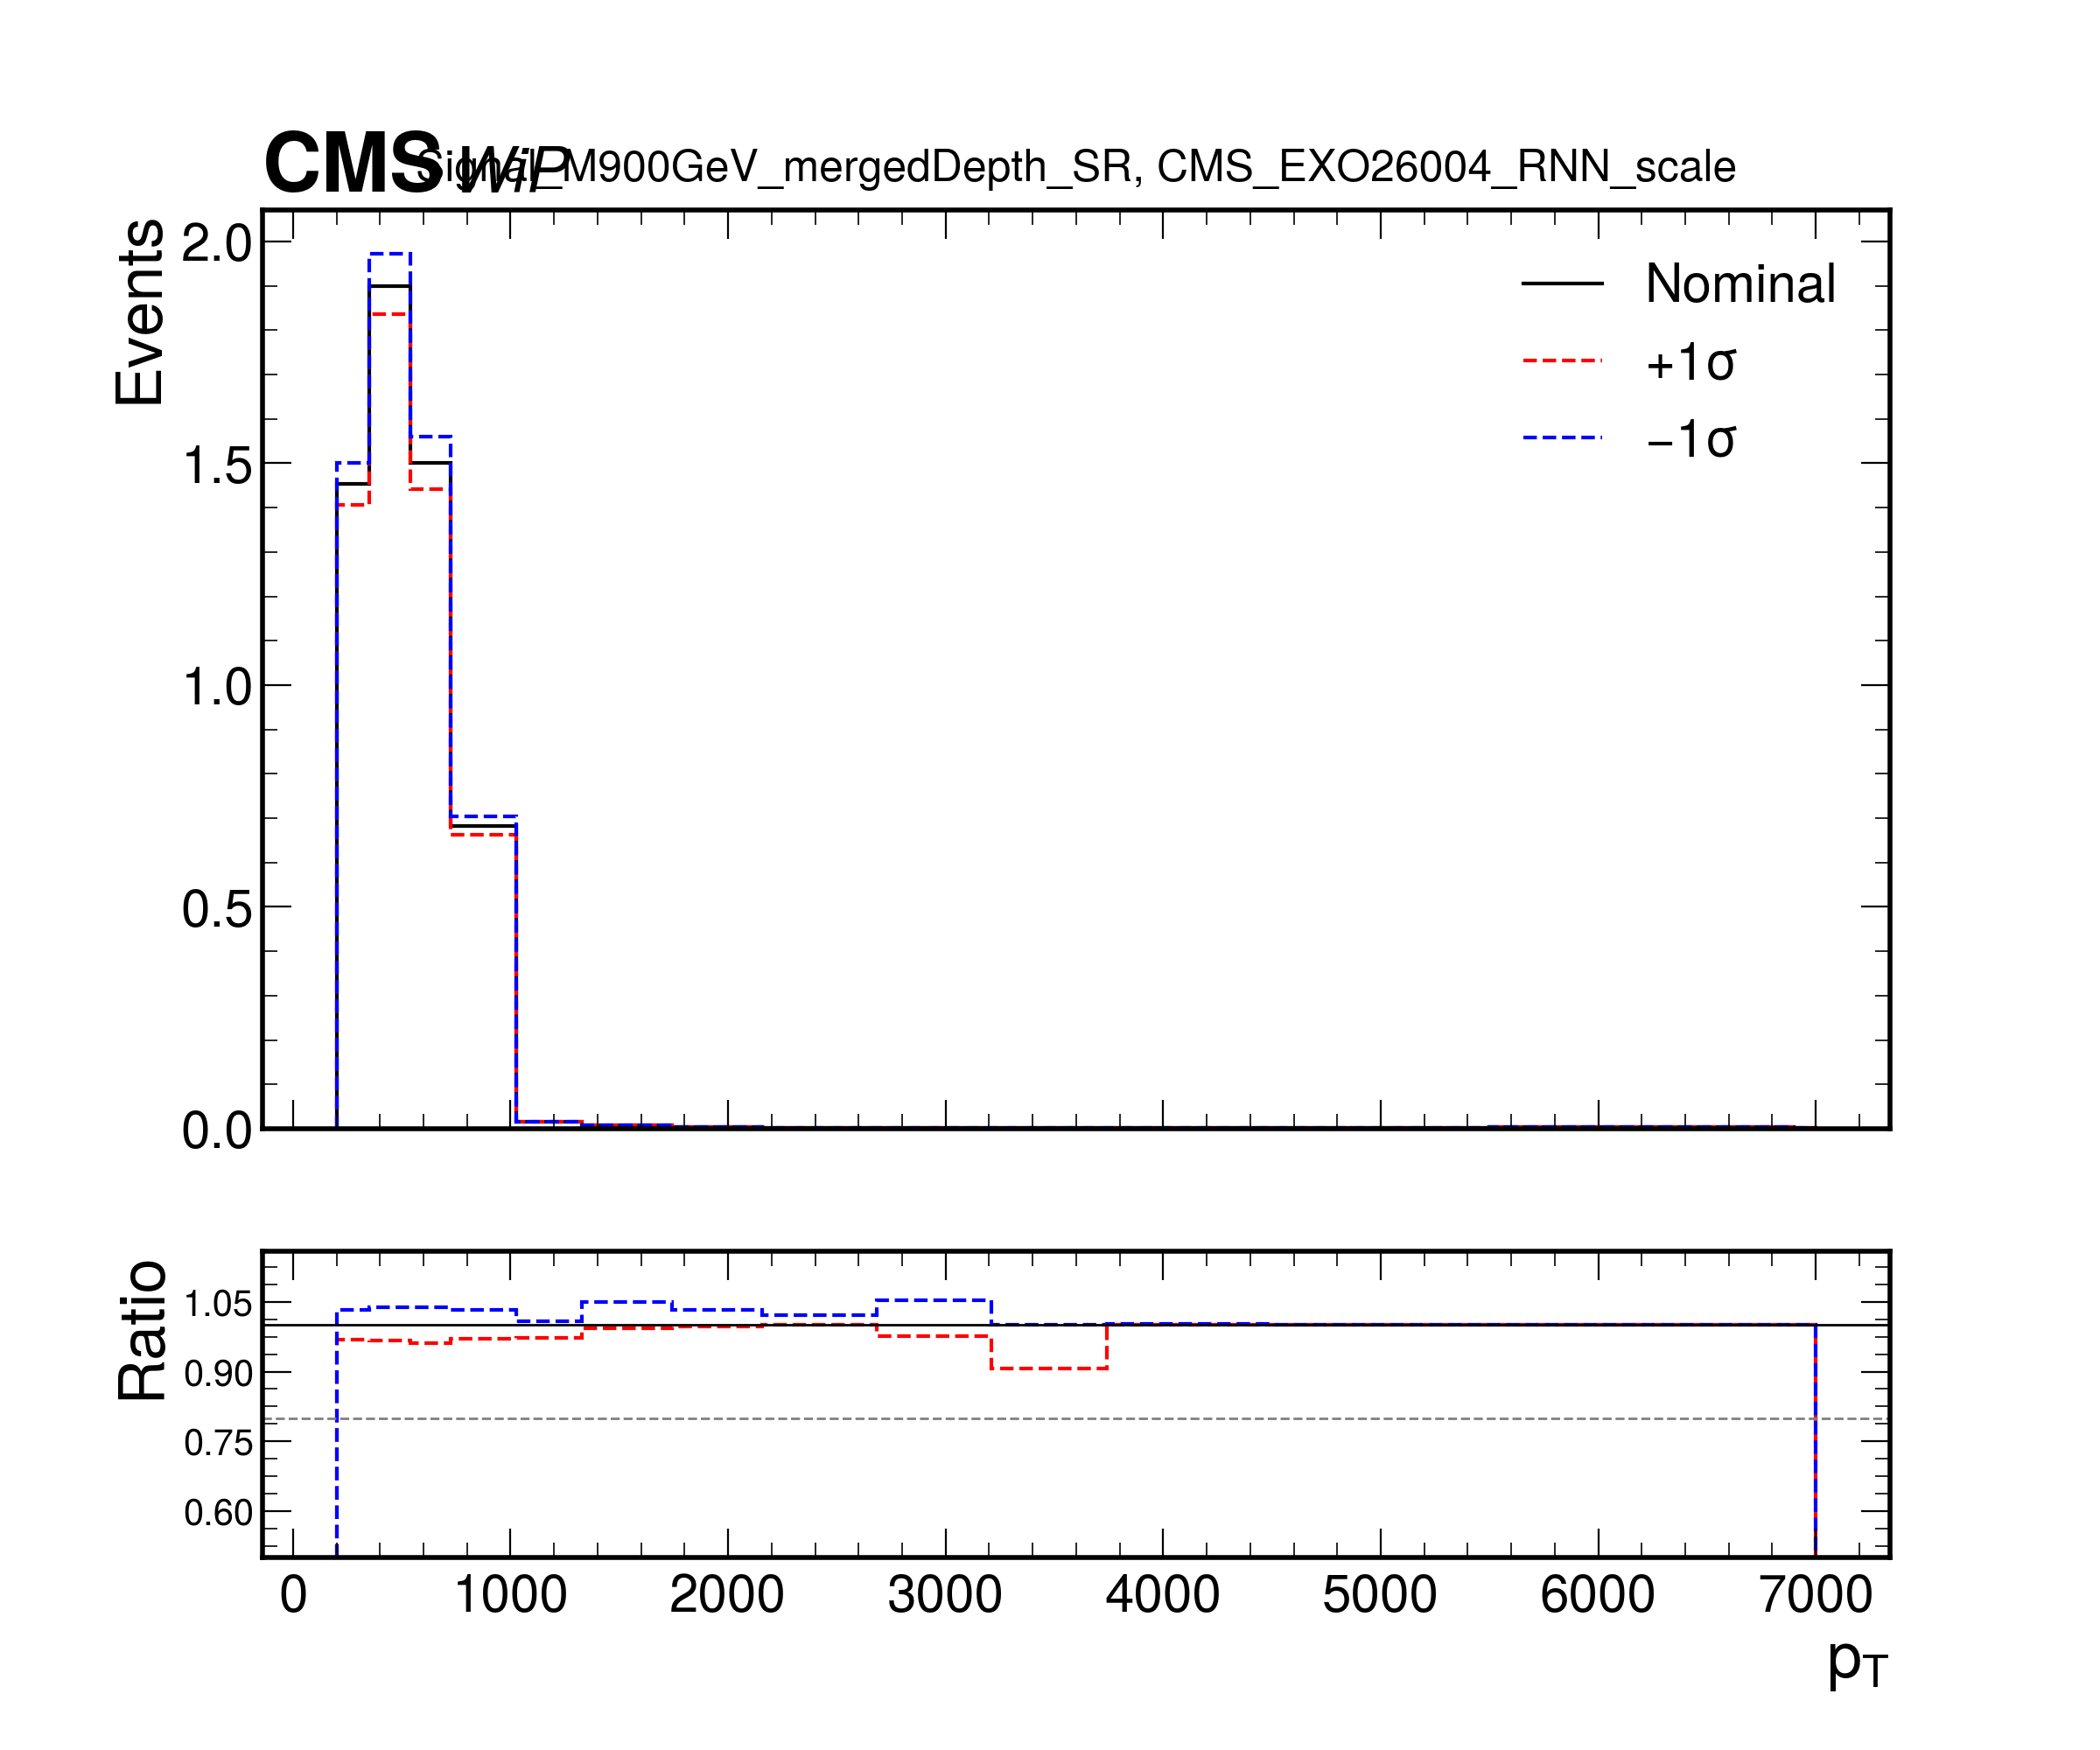 CMS WiP Signal_M900GeV_mergedDepth_SR, CMS_EXO26004_RNN_scale
Events
2.0
1.5
1.0
0.5
0.0
Nominal
+1σ
−1σ
Ratio
1.05
0.90
0.75
0.60
0 1000 2000 3000 4000 5000 6000 7000
pT